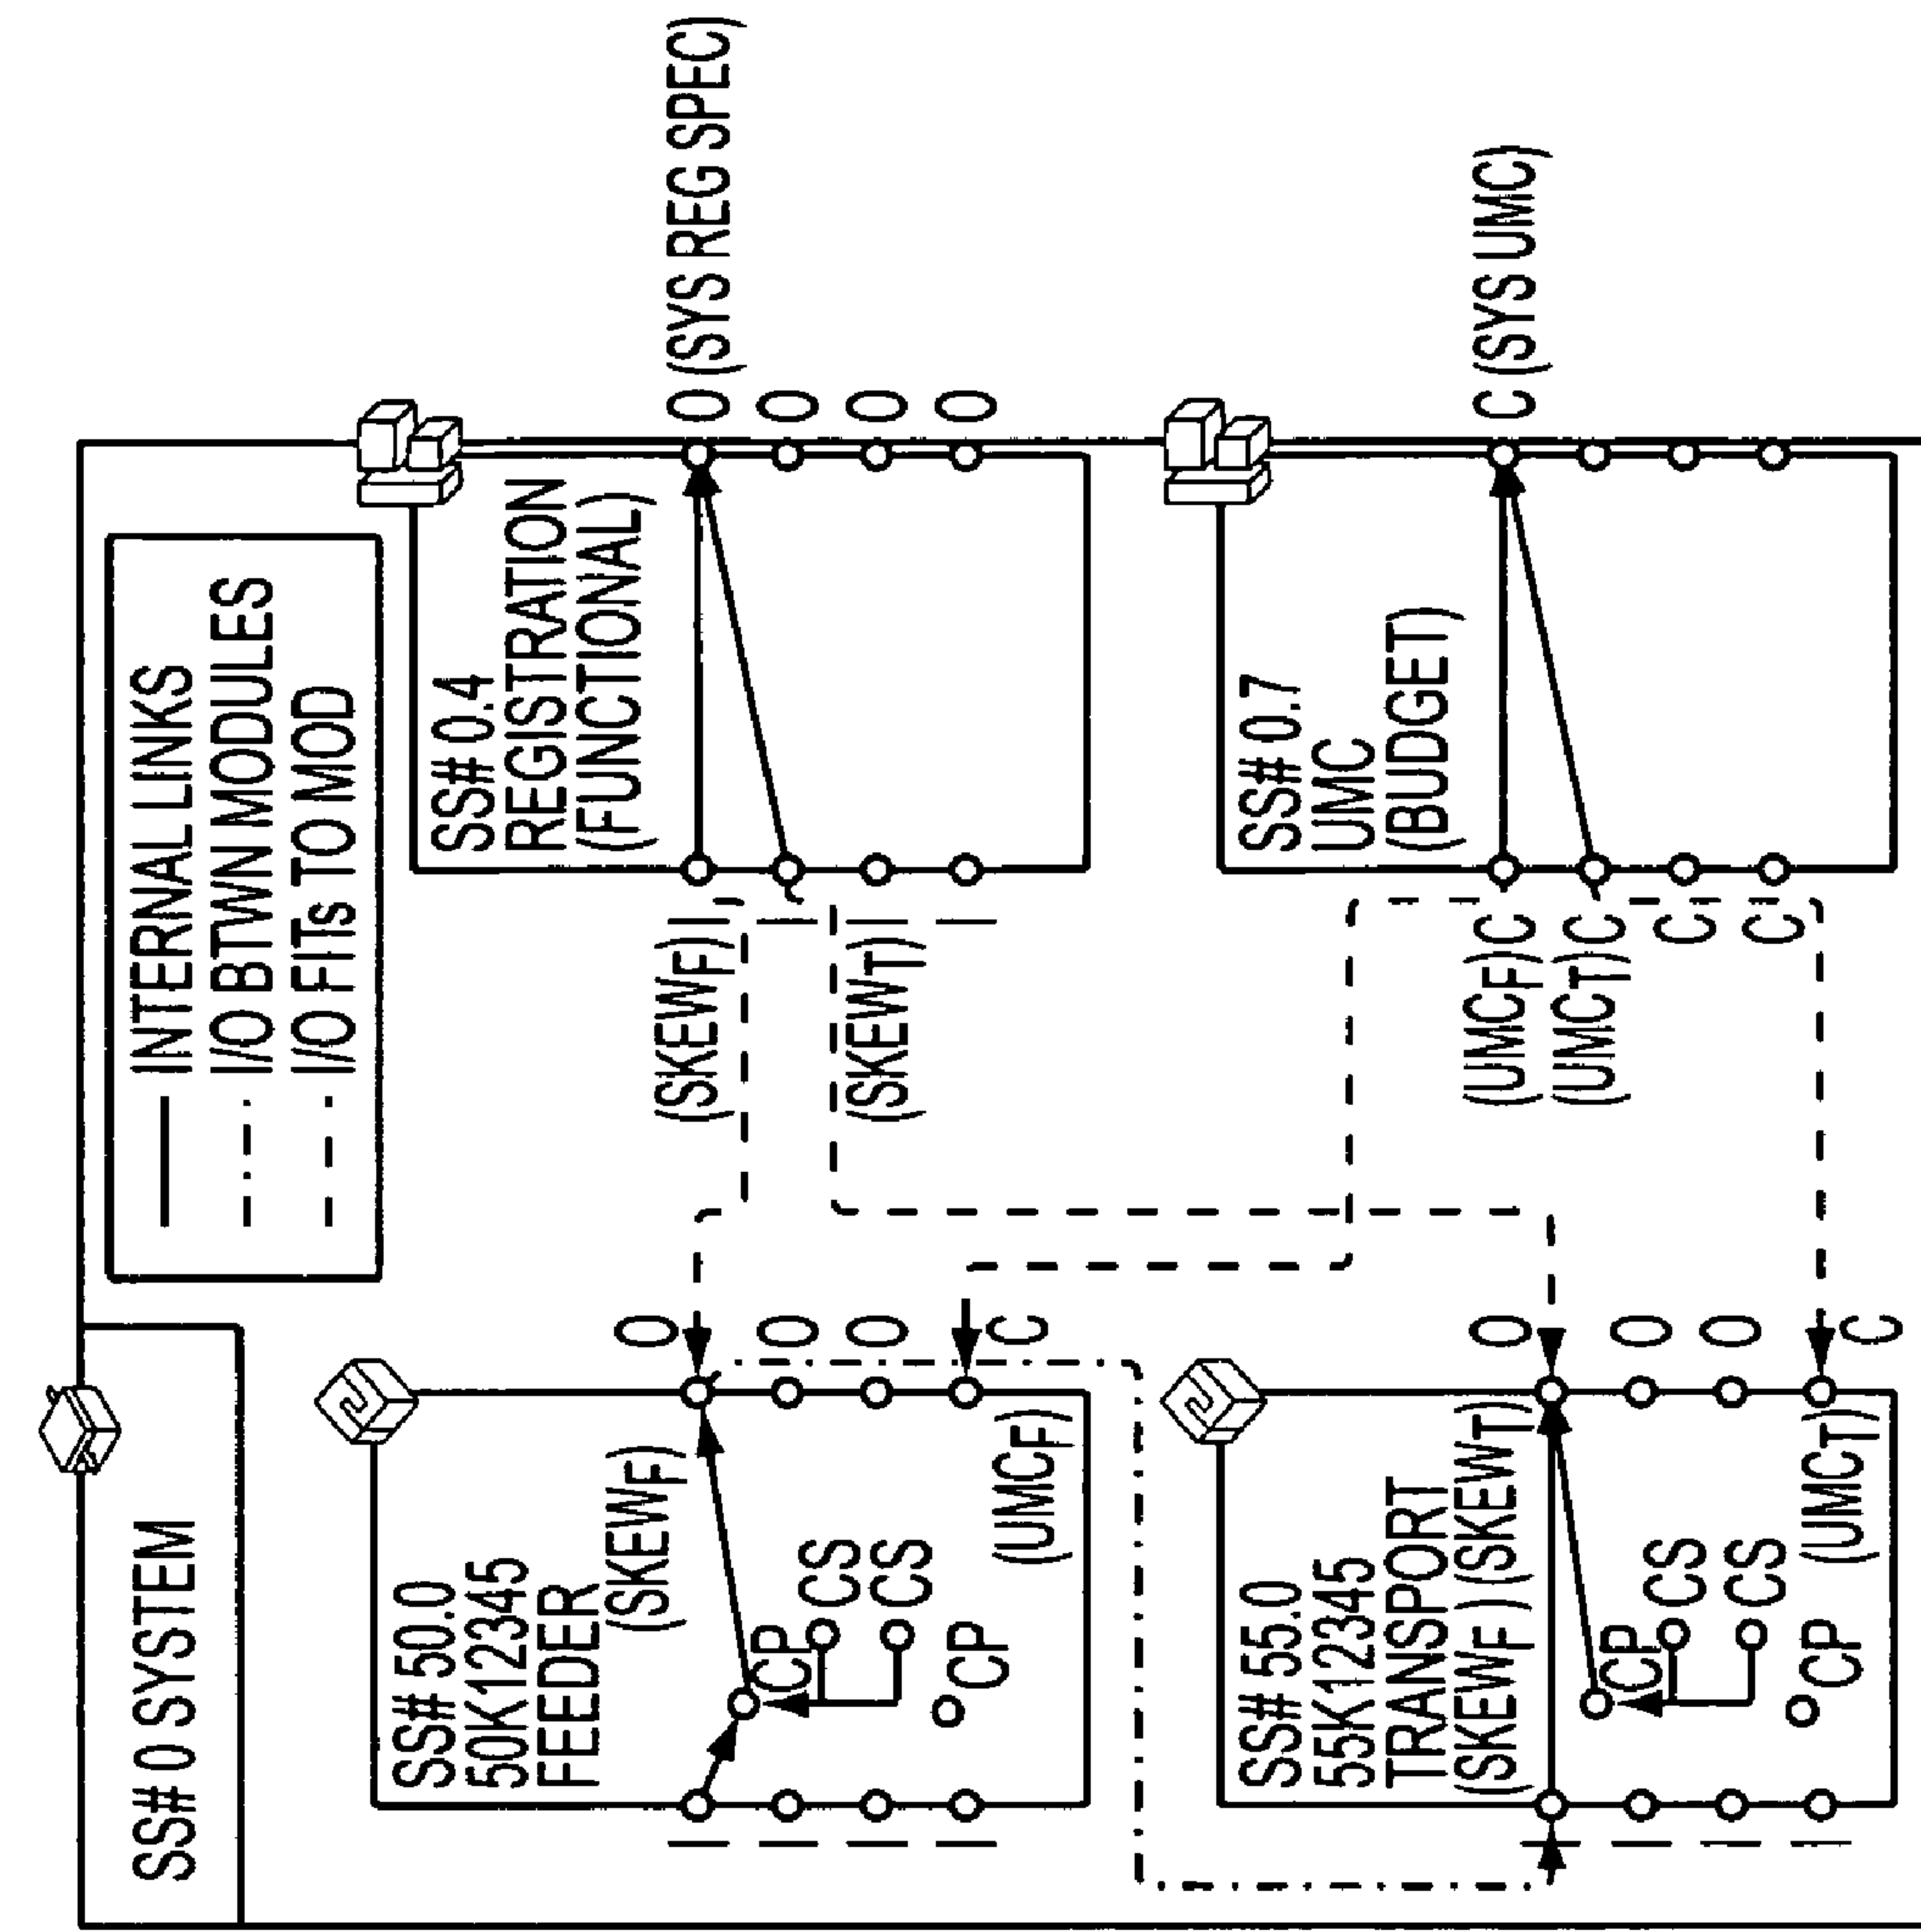 SS# 0 SYSTEM
INTERNAL LINKS
I/O BTWN MODULES
I/O FITs TO MOD
SS# 50.0
50K12345
FEEDER
(SKEWF)
O
O
O
C
CP
CS
CS
CP
(UMCF)
I
I
I
I
SS# 0.4
REGISTRATION
(FUNCTIONAL)
(SKEWF) I
I
(SKEWT) I
I
O (SYS REG SPEC)
O
O
O
SS# 55.0
55K12345
TRANSPORT
(SKEWF) (SKEWT)
O
O
O
C
CP
CS
CS
CP
(UMCT)
I
I
I
I
SS# 0.7
UMC
(BUDGET)
(UMCF) C
(UMCT) C
C
C
C (SYS UMC)